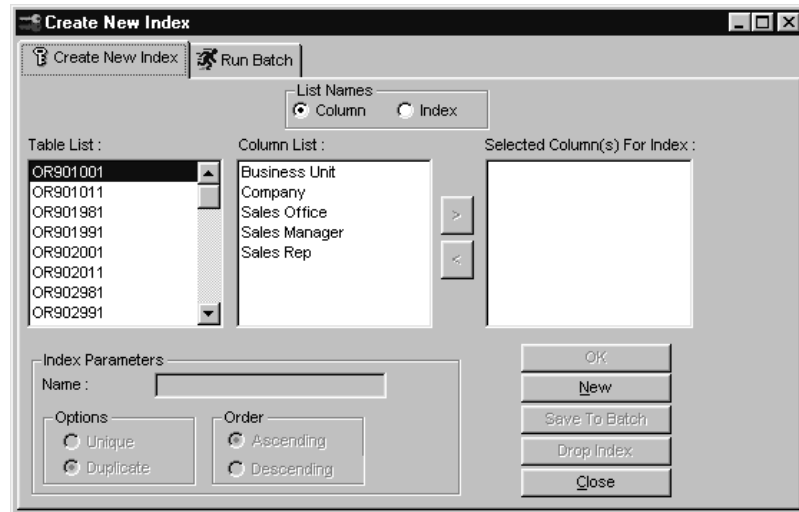 Create New Index
Create New Index Run Batch
List Names
Column Index
Table List : Column List : Selected Column(s) For Index :
OR901001
OR901011
OR901981
OR901991
OR902001
OR902011
OR902981
OR902991
Business Unit
Company
Sales Office
Sales Manager
Sales Rep
>
<
Index Parameters
Name :
Options
Unique
Duplicate
Order
Ascending
Descending
OK
New
Save To Batch
Drop Index
Close